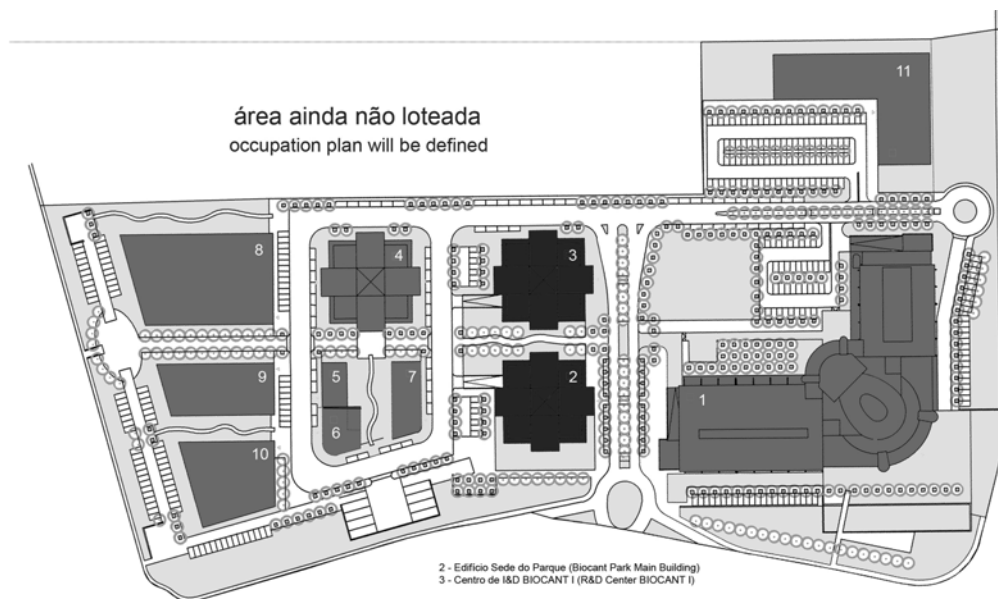 11
área ainda não loteada
occupation plan will be defined
8
4
3
9
5
7
2
1
6
10
2 - Edifício Sede do Parque (Biocant Park Main Building)
3 - Centro de I&D BIOCANT I (R&D Center BIOCANT I)